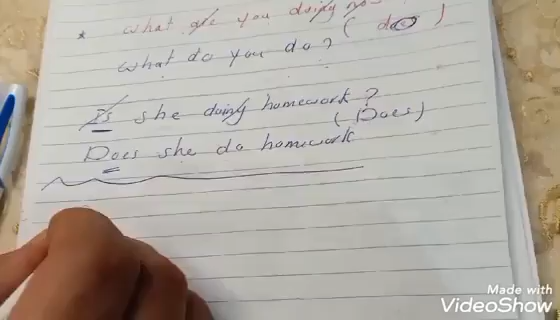 * what are you doing now ( do )
what do you do?
Is she doing homework?
(Does)
Does she do homework
Made with
VideoShow